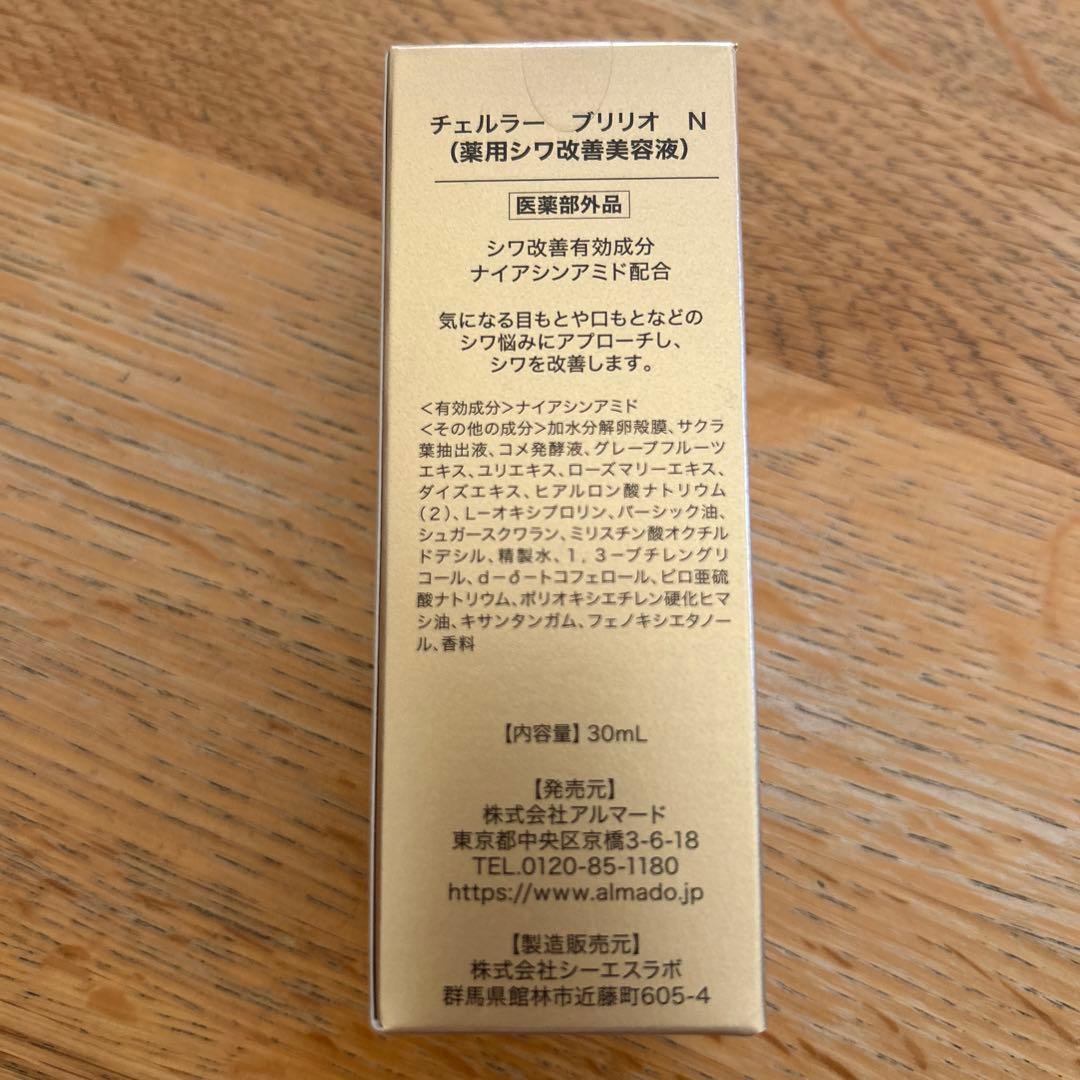 チェルラー　ブリリオ　N
（薬用シワ改善美容液）
医薬部外品
シワ改善有効成分
ナイアシンアミド配合
気になる目もとや口もとなどの
シワ悩みにアプローチし、
シワを改善します。
＜有効成分＞ナイアシンアミド
＜その他の成分＞加水分解卵殻膜、サクラ
葉抽出液、コメ発酵液、グレープフルーツ
エキス、ユリエキス、ローズマリーエキス、
ダイズエキス、ヒアルロン酸ナトリウム
（2）、L－オキシプロリン、パーシック油、
シュガースクワラン、ミリスチン酸オクチル
ドデシル、精製水、1，3－ブチレングリ
コール、d－δ－トコフェロール、ピロ亜硫
酸ナトリウム、ポリオキシエチレン硬化ヒマ
シ油、キサンタンガム、フェノキシエタノー
ル、香料
【内容量】30mL
【発売元】
株式会社アルマード
東京都中央区京橋3-6-18
TEL.0120-85-1180
https://www.almado.jp
【製造販売元】
株式会社シーエスラボ
群馬県館林市近藤町605-4